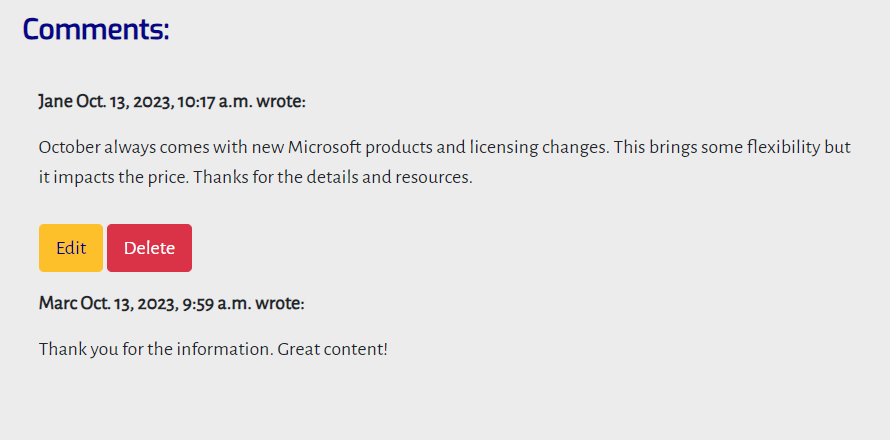 Comments:
Jane Oct. 13, 2023, 10:17 a.m. wrote:
October always comes with new Microsoft products and licensing changes. This brings some flexibility but
it impacts the price. Thanks for the details and resources.
Edit Delete
Marc Oct. 13, 2023, 9:59 a.m. wrote:
Thank you for the information. Great content!